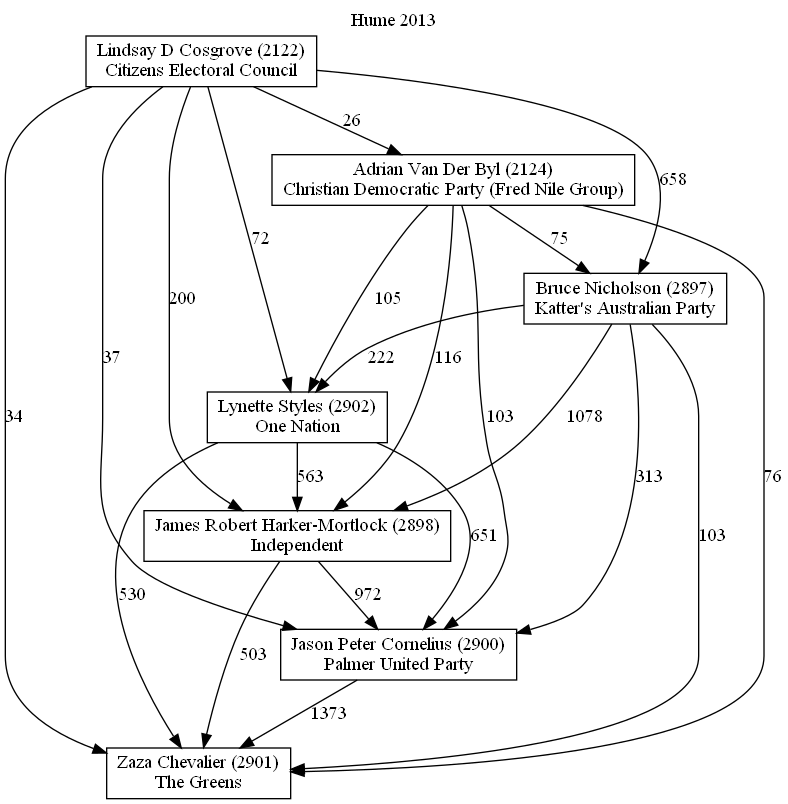 Hume 2013
Lindsay D Cosgrove (2122)
Citizens Electoral Council
26
Adrian Van Der Byl (2124)
Christian Democratic Party (Fred Nile Group)
658
72
75
Bruce Nicholson (2897)
Katter's Australian Party
200
105
37
222
116
Lynette Styles (2902)
One Nation
34
103
1078
563
313
76
James Robert Harker-Mortlock (2898)
Independent
651
103
530
972
Jason Peter Cornelius (2900)
Palmer United Party
503
1373
Zaza Chevalier (2901)
The Greens